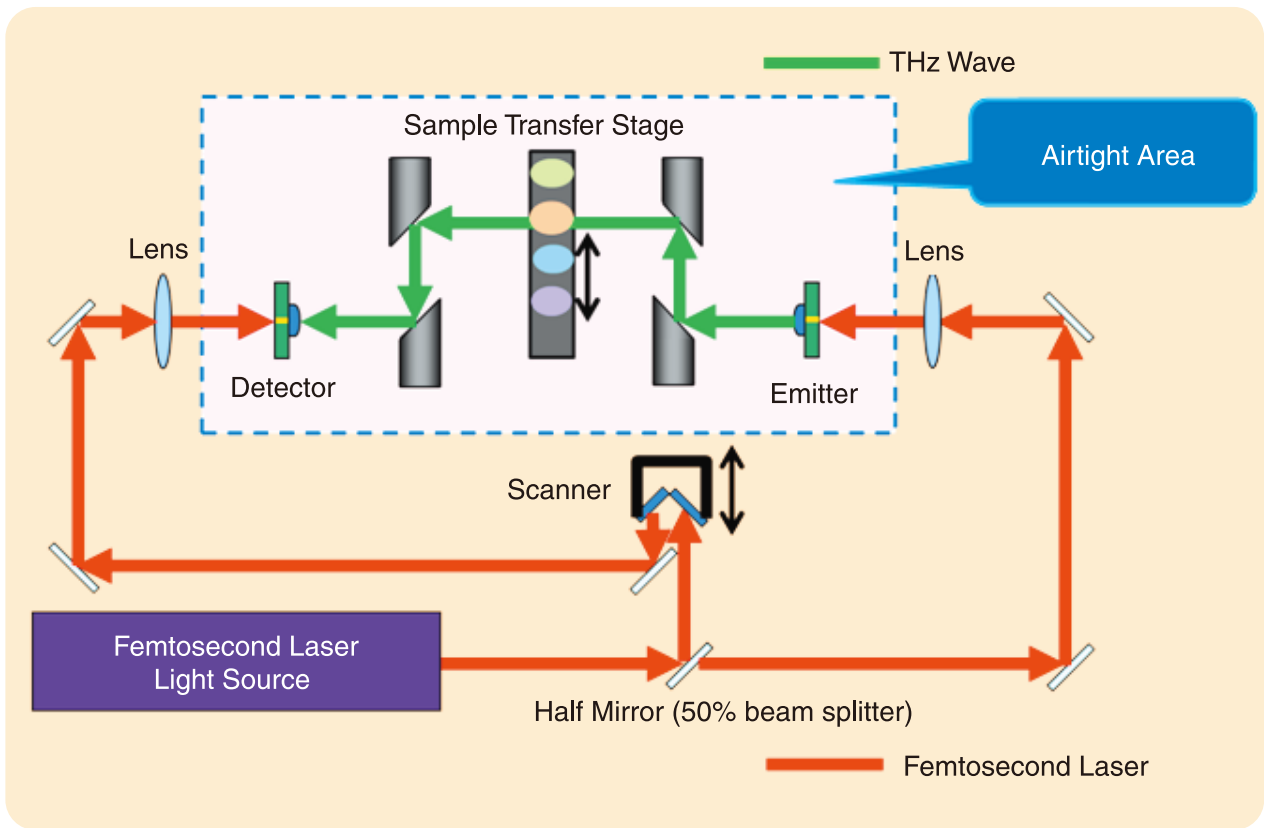 THz Wave
Sample Transfer Stage
Airtight Area
Lens
Lens
Detector
Emitter
Scanner
Femtosecond Laser
Light Source
Half Mirror (50% beam splitter)
Femtosecond Laser